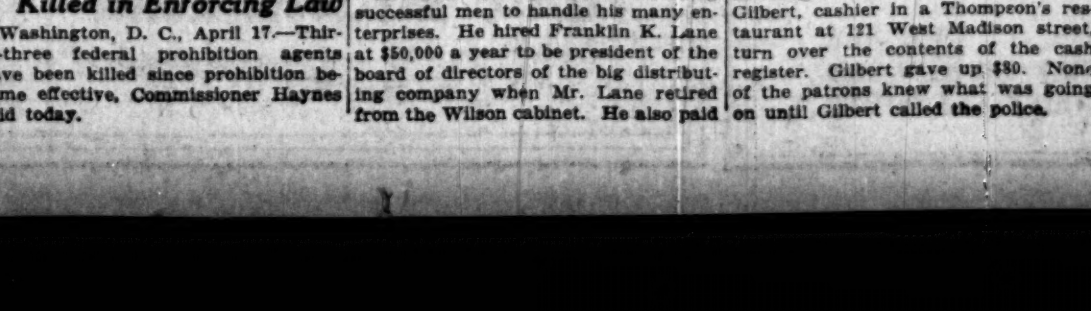 Killed in Enforcing Law
Washington, D. C., April 17.—Thir-
-three federal prohibition agents
ve been killed since prohibition be-
me effective, Commissioner Haynes
id today.
successful men to handle his many en-
terprises. He hired Franklin K. Lane
at $50,000 a year to be president of the
board of directors of the big distribut-
ing company when Mr. Lane retired
from the Wilson cabinet. He also paid
Gilbert, cashier in a Thompson's res
taurant at 121 West Madison street
turn over the contents of the cash
register. Gilbert gave up $80. None
of the patrons knew what was going
on until Gilbert called the police.